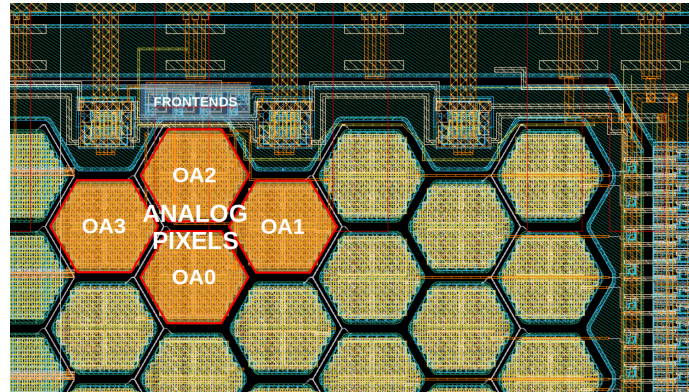 FRONTENDS
OA2
OA3
ANALOG
PIXELS
OA1
OA0